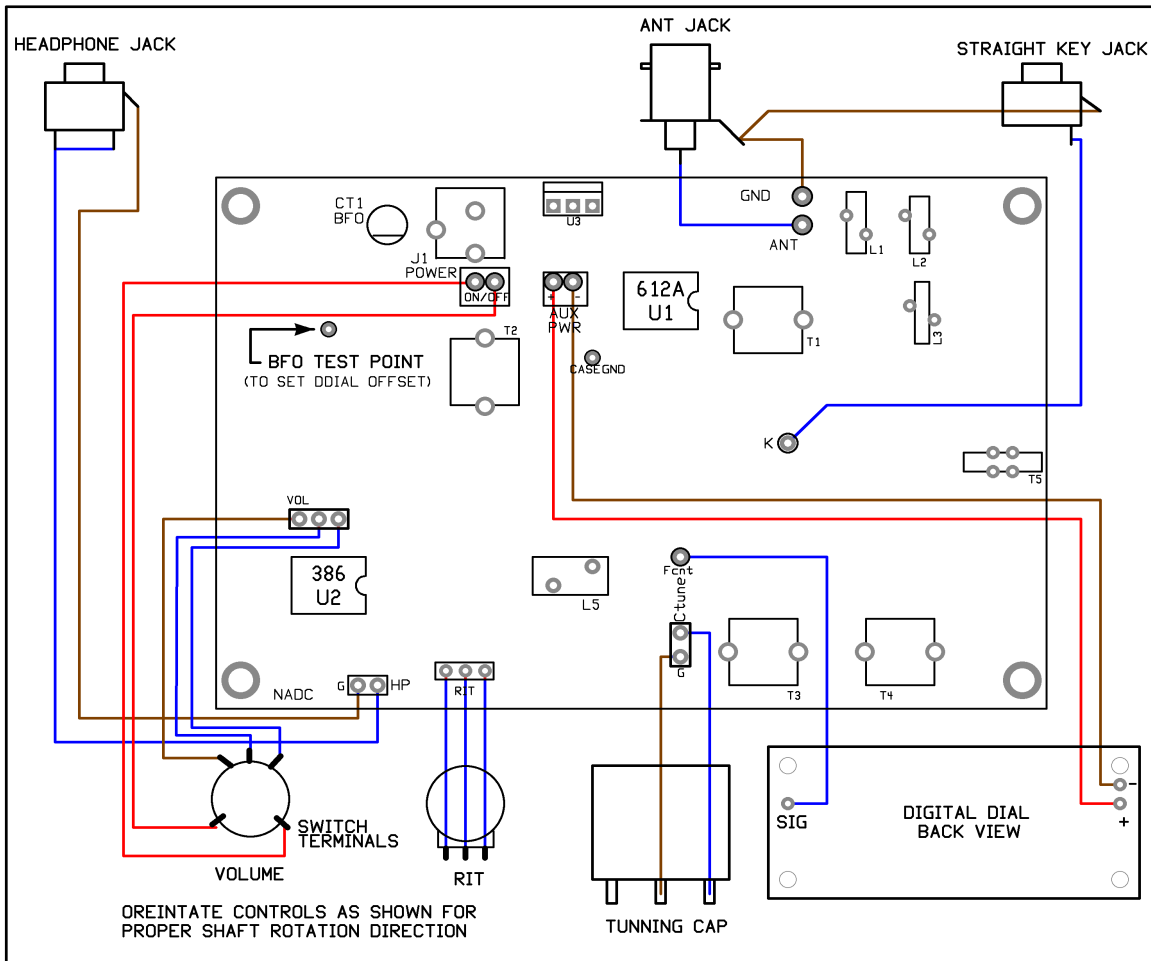 HEADPHONE JACK
ANT JACK
STRAIGHT KEY JACK
CT1
BFO
U3
GND
ANT
L1
L2
J1
POWER
ON/OFF
+ -
AUX
PWR
612A
U1
T2
T1
L3
BFO TEST POINT
(TO SET DDIAL OFFSET)
CASEGND
K
T5
VOL
386
U2
L5
Fcnt
Ctune
G
T3
T4
NADC
G
HP
RIT
SWITCH
TERMINALS
VOLUME
RIT
TUNNING CAP
SIG
DIGITAL DIAL
BACK VIEW
-
+
OREINTATE CONTROLS AS SHOWN FOR
PROPER SHAFT ROTATION DIRECTION